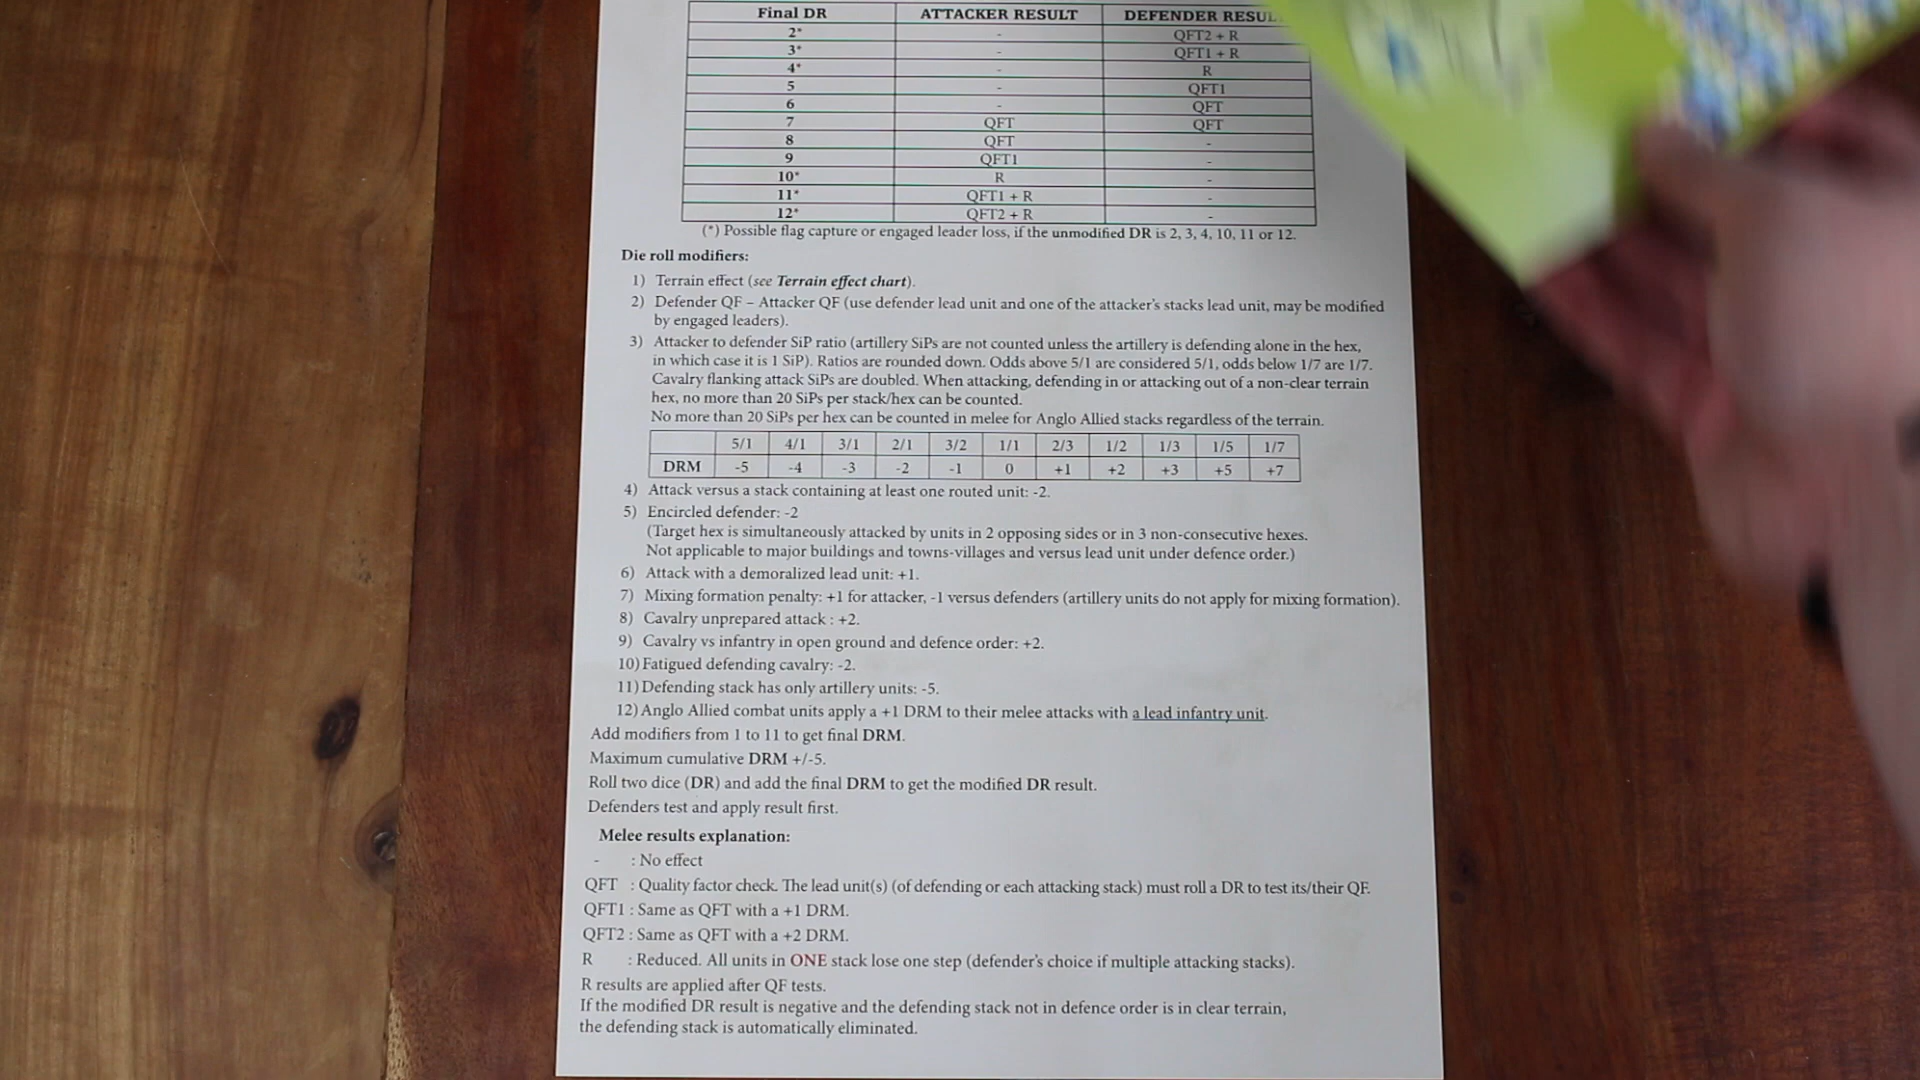 Final DR ATTACKER RESULT DEFENDER
2* - QFT2 + R
3* - QFT1 + R
4* - R
5 - QFT1
6 - QFT
7 QFT QFT
8 QFT -
9 QFT1 -
10* R -
11* QFT1 + R -
12* QFT2 + R -
(*) Possible flag capture or engaged leader loss, if the unmodified DR is 2, 3, 4, 10, 11 or 12.
Die roll modifiers:
1) Terrain effect (see Terrain effect chart).
2) Defender QF – Attacker QF (use defender lead unit and one of the attacker's stacks lead unit, may be modified
by engaged leaders).
3) Attacker to defender SiP ratio (artillery SiPs are not counted unless the artillery is defending alone in the hex,
in which case it is 1 SiP). Ratios are rounded down. Odds above 5/1 are considered 5/1, odds below 1/7 are 1/7.
Cavalry flanking attack SiPs are doubled. When attacking, defending in or attacking out of a non-clear terrain
hex, no more than 20 SiPs per stack/hex can be counted.
No more than 20 SiPs per hex can be counted in melee for Anglo Allied stacks regardless of the terrain.
5/1 4/1 3/1 2/1 3/2 1/1 2/3 1/2 1/3 1/5 1/7
DRM -5 -4 -3 -2 -1 0 +1 +2 +3 +5 +7
4) Attack versus a stack containing at least one routed unit: -2.
5) Encircled defender: -2
(Target hex is simultaneously attacked by units in 2 opposing sides or in 3 non-consecutive hexes.
Not applicable to major buildings and towns-villages and versus lead unit under defence order.)
6) Attack with a demoralized lead unit: +1.
7) Mixing formation penalty: +1 for attacker, -1 versus defenders (artillery units do not apply for mixing formation).
8) Cavalry unprepared attack : +2.
9) Cavalry vs infantry in open ground and defence order: +2.
10) Fatigued defending cavalry: -2.
11) Defending stack has only artillery units: -5.
12) Anglo Allied combat units apply a +1 DRM to their melee attacks with a lead infantry unit.
Add modifiers from 1 to 11 to get final DRM.
Maximum cumulative DRM +/-5.
Roll two dice (DR) and add the final DRM to get the modified DR result.
Defenders test and apply result first.
Melee results explanation:
- : No effect
QFT : Quality factor check. The lead unit(s) (of defending or each attacking stack) must roll a DR to test its/their QF.
QFT1 : Same as QFT with a +1 DRM.
QFT2 : Same as QFT with a +2 DRM.
R : Reduced. All units in ONE stack lose one step (defender's choice if multiple attacking stacks).
R results are applied after QF tests.
If the modified DR result is negative and the defending stack not in defence order is in clear terrain,
the defending stack is automatically eliminated.